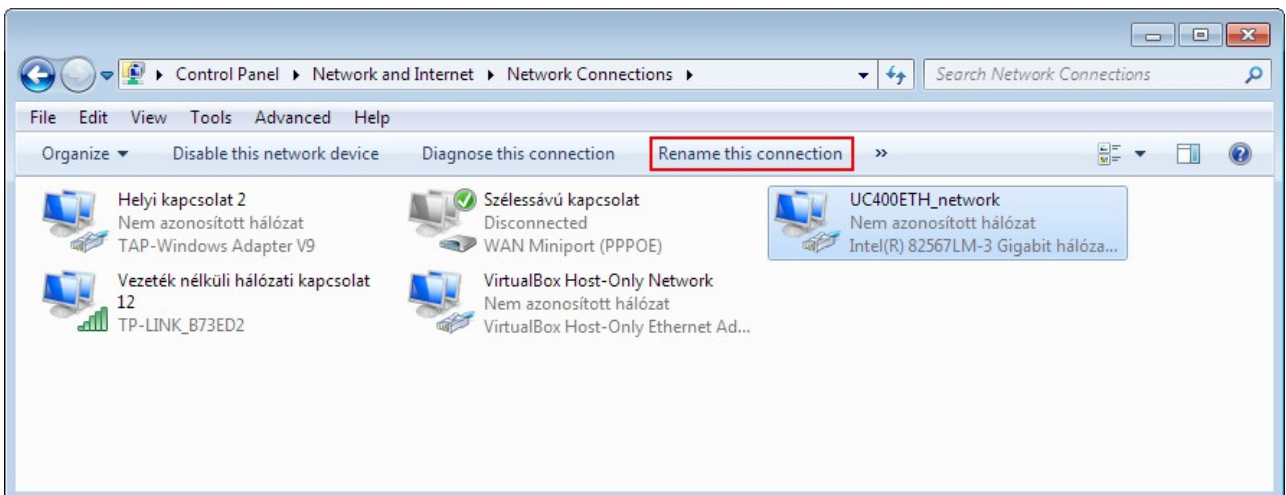 Control Panel Network and Internet Network Connections
Search Network Connections
File Edit View Tools Advanced Help
Organize Disable this network device Diagnose this connection Rename this connection »
Helyi kapcsolat 2
Nem azonosított hálózat
TAP-Windows Adapter V9
Szélessávú kapcsolat
Disconnected
WAN Miniport (PPPOE)
UC400ETH_network
Nem azonosított hálózat
Intel(R) 82567LM-3 Gigabit hálóza...
Vezeték nélküli hálózati kapcsolat
12
TP-LINK_B73ED2
VirtualBox Host-Only Network
Nem azonosított hálózat
VirtualBox Host-Only Ethernet Ad...